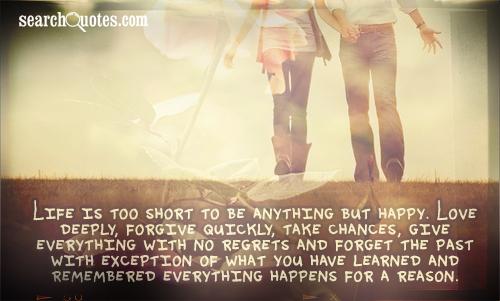 searchQuotes.com
Life is too short to be anything but happy. Love
deeply, forgive quickly, take chances, give
everything with no regrets and forget the past
with exception of what you have learned and
remembered everything happens for a reason.